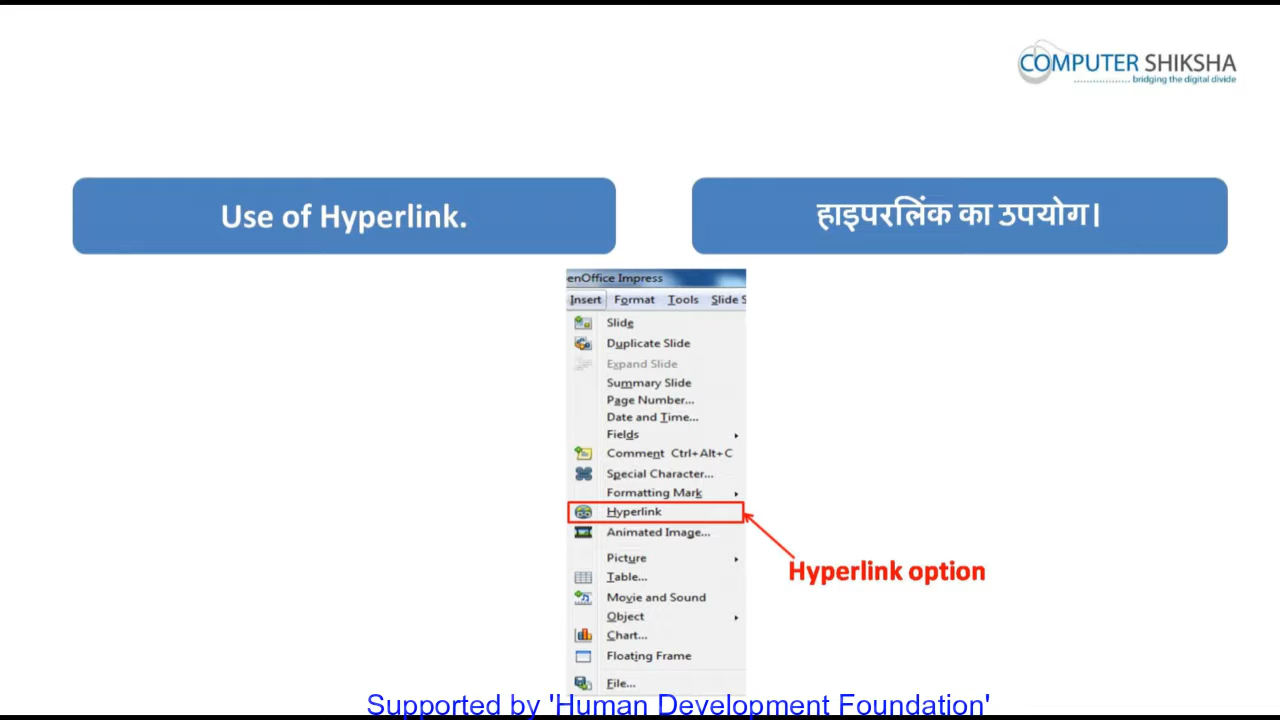 COMPUTER SHIKSHA
bridging the digital divide
Use of Hyperlink.
हाइपरलिंक का उपयोग।
enOffice Impress
Insert Format Tools Slide S
Slide
Duplicate Slide
Expand Slide
Summary Slide
Page Number...
Date and Time...
Fields
Comment Ctrl+Alt+C
Special Character...
Formatting Mark
Hyperlink
Animated Image...
Hyperlink option
Picture
Table...
Movie and Sound
Object
Chart...
Floating Frame
File...
Supported by 'Human Development Foundation'